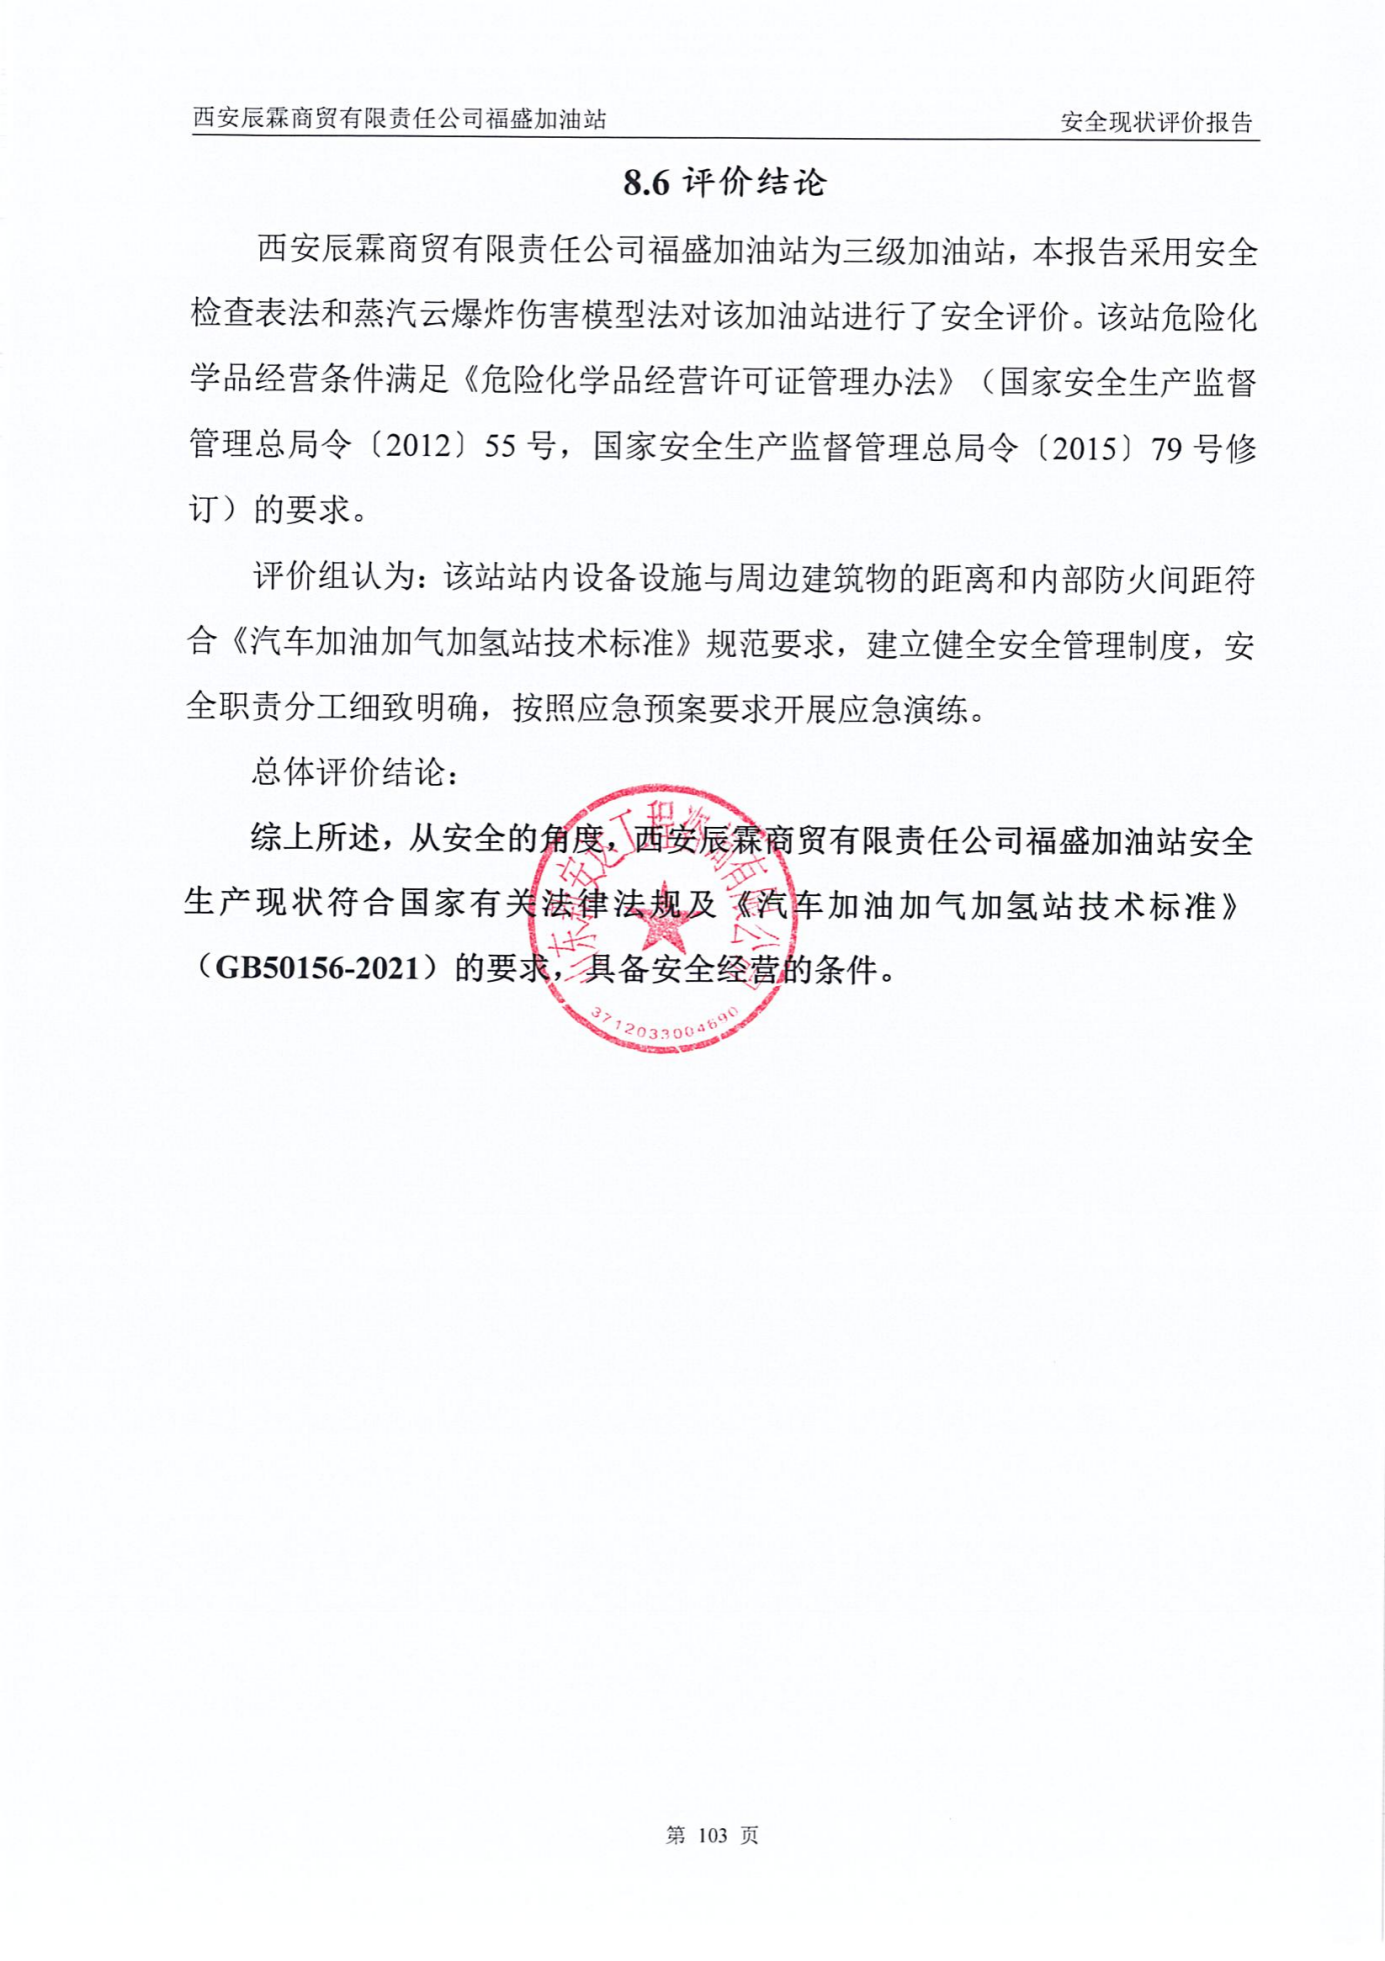 西安辰霖商贸有限责任公司福盛加油站
安全现状评价报告
8.6 评价结论
西安辰霖商贸有限责任公司福盛加油站为三级加油站，本报告采用安全
检查表法和蒸汽云爆炸伤害模型法对该加油站进行了安全评价。该站危险化
学品经营条件满足《危险化学品经营许可证管理办法》（国家安全生产监督
管理总局令〔2012〕55 号，国家安全生产监督管理总局令〔2015〕79 号修
订）的要求。
评价组认为：该站站内设备设施与周边建筑物的距离和内部防火间距符
合《汽车加油加气加氢站技术标准》规范要求，建立健全安全管理制度，安
全职责分工细致明确，按照应急预案要求开展应急演练。
总体评价结论：
综上所述，从安全的角度，西安辰霖商贸有限责任公司福盛加油站安全
生产现状符合国家有关法律法规及《汽车加油加气加氢站技术标准》
（GB50156-2021）的要求，具备安全经营的条件。
山东 安达工程咨询有限公司
3712033004690
第 103 页